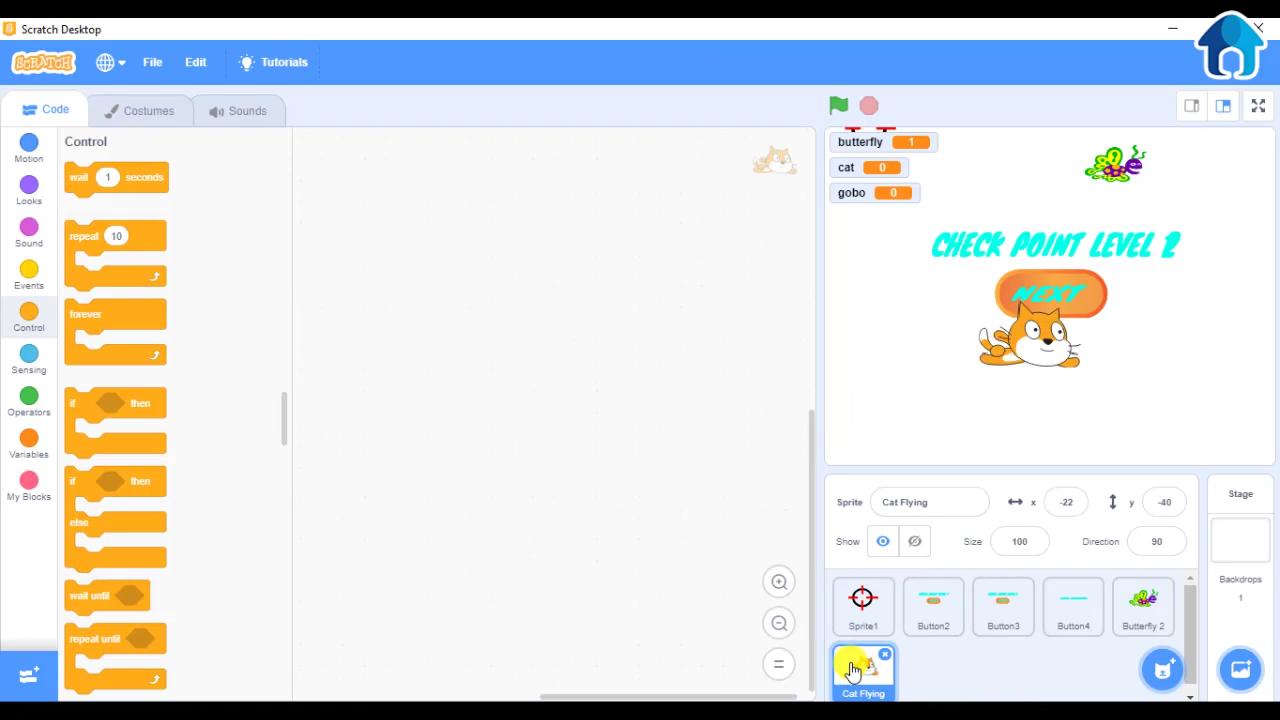 Scratch Desktop
SCRATCH
File
Edit
Tutorials
Code
Costumes
Sounds
Motion
Looks
Sound
Events
Control
Sensing
Operators
Variables
My Blocks
Control
wait 1 seconds
repeat 10
forever
if then
if then
else
wait until
repeat until
butterfly 1
cat 0
gobo 0
CHECK POINT LEVEL 2
NEXT
Sprite Cat Flying x -22 y -40
Show Size 100 Direction 90
Sprite1
Button2
Button3
Button4
Butterfly 2
Cat Flying
Stage
Backdrops
1